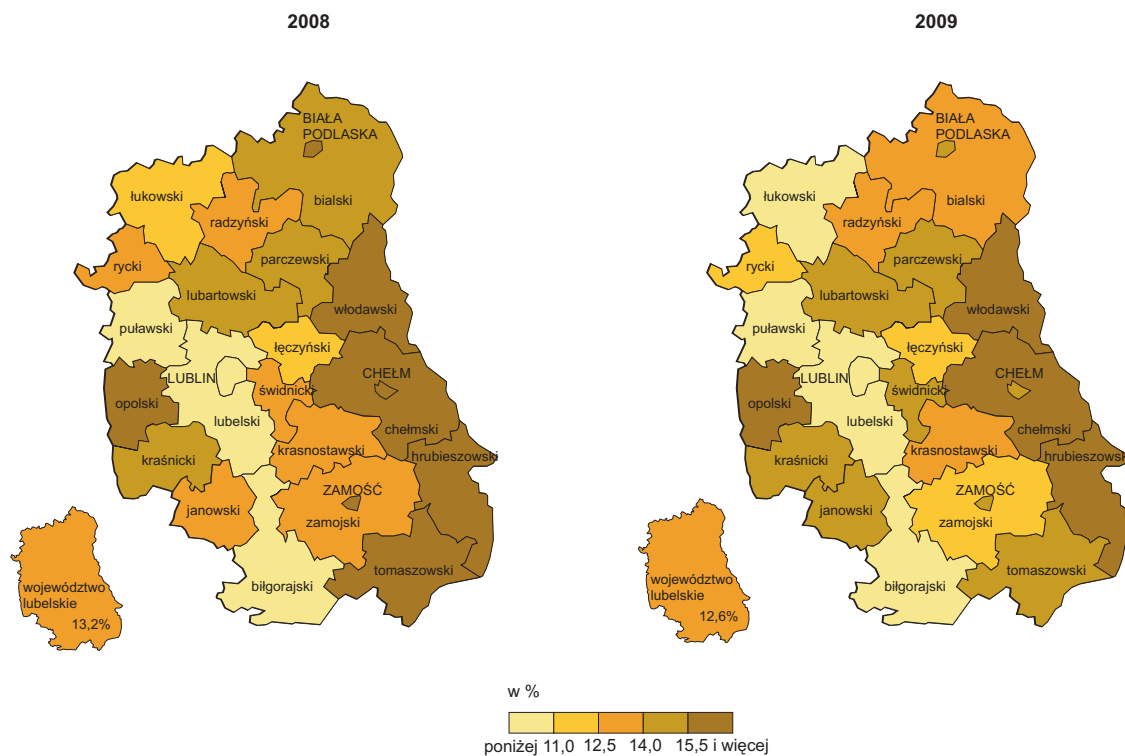 2008
BIAŁA
PODLASKA
łukowski
bialski
radzyński
rycki
parczewski
lubartowski
włodawski
puławski
łęczyński
LUBLIN
CHEŁM
świdnicki
opolski
lubelski
chełmski
krasnostawski
hrubieszowski
kraśnicki
ZAMOŚĆ
janowski
zamojski
tomaszowski
biłgorajski
województwo
lubelskie
13,2%
2009
BIAŁA
PODLASKA
łukowski
bialski
radzyński
rycki
parczewski
lubartowski
włodawski
puławski
łęczyński
LUBLIN
CHEŁM
świdnicki
opolski
lubelski
chełmski
krasnostawski
hrubieszowski
kraśnicki
ZAMOŚĆ
janowski
zamojski
tomaszowski
biłgorajski
województwo
lubelskie
12,6%
w %
poniżej 11,0 12,5 14,0 15,5 i więcej